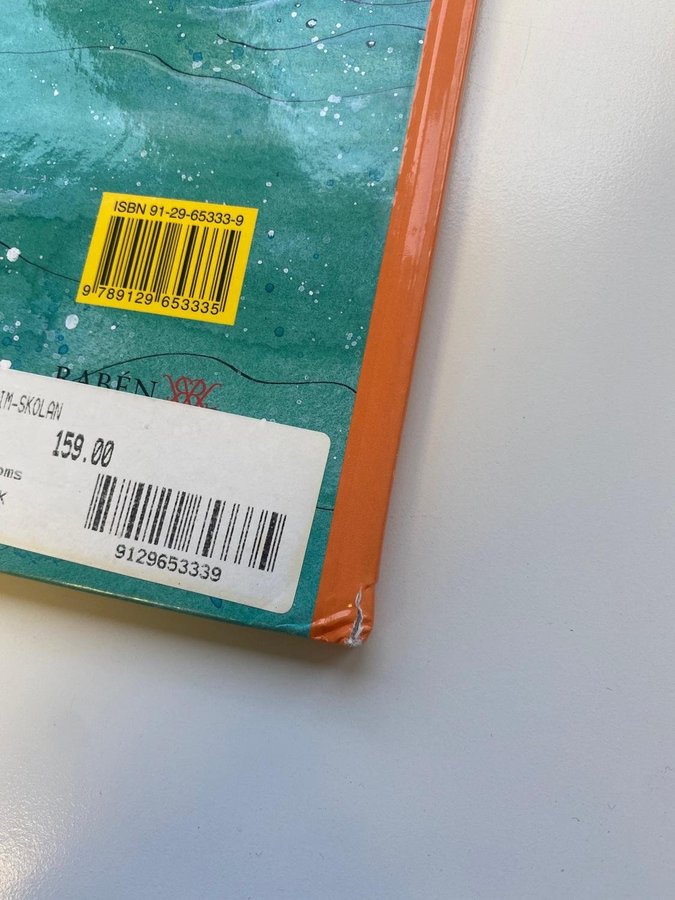 ISBN 91-29-65333-9
9 789129 653335
RABÉN
IM-SKOLAN
159.00
oms
K
9129653339